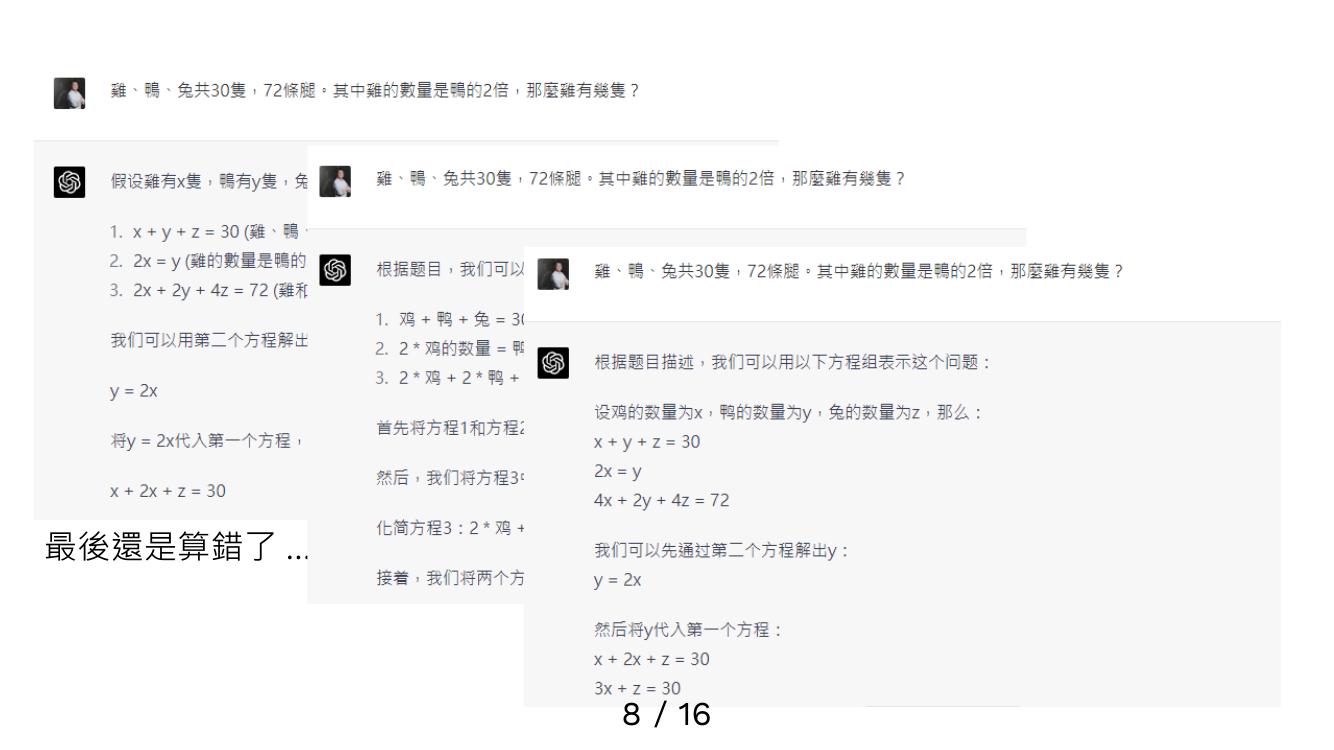 雞、鴨、兔共30隻，72條腿。其中雞的數量是鴨的2倍，那麼雞有幾隻？
假设雞有x隻，鴨有y隻，兔
1. x + y + z = 30 (雞、鴨、
2. 2x = y (雞的數量是鴨的
3. 2x + 2y + 4z = 72 (雞和
我们可以用第二个方程解出
y = 2x
将y = 2x代入第一个方程，
x + 2x + z = 30
最後還是算錯了 ...
雞、鴨、兔共30隻，72條腿。其中雞的數量是鴨的2倍，那麼雞有幾隻？
根据题目，我们可以
1. 鸡 + 鸭 + 兔 = 30
2. 2 * 鸡的数量 = 鸭
3. 2 * 鸡 + 2 * 鸭 +
首先将方程1和方程2
然后，我们将方程3
化简方程3：2 * 鸡 +
接着，我们将两个方
雞、鴨、兔共30隻，72條腿。其中雞的數量是鴨的2倍，那麼雞有幾隻？
根据题目描述，我们可以用以下方程组表示这个问题：
设鸡的数量为x，鸭的数量为y，兔的数量为z，那么：
x + y + z = 30
2x = y
4x + 2y + 4z = 72
我们可以先通过第二个方程解出y：
y = 2x
然后将y代入第一个方程：
x + 2x + z = 30
3x + z = 30
8 / 16